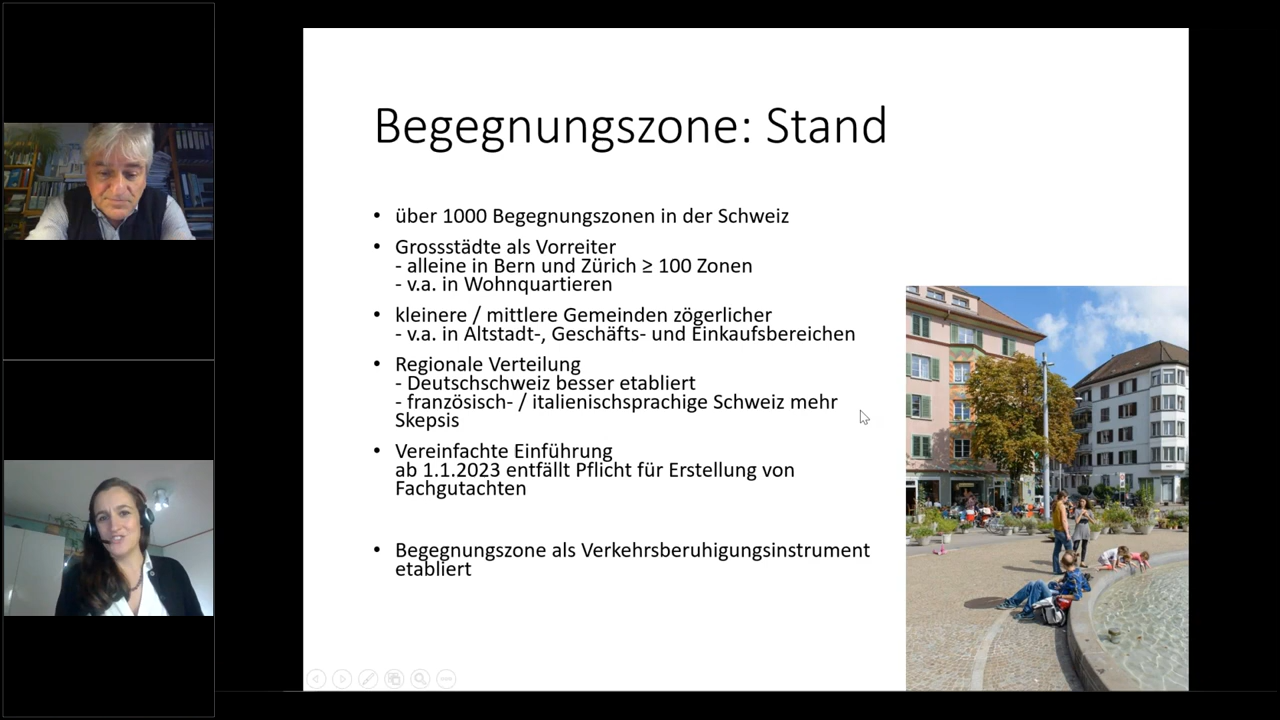 Begegnungszone: Stand
• über 1000 Begegnungszonen in der Schweiz
• Grossstädte als Vorreiter
- alleine in Bern und Zürich ≥ 100 Zonen
- v.a. in Wohnquartieren
• kleinere / mittlere Gemeinden zögerlicher
- v.a. in Altstadt-, Geschäfts- und Einkaufsbereichen
• Regionale Verteilung
- Deutschschweiz besser etabliert
- französisch- / italienischsprachige Schweiz mehr
Skepsis
• Vereinfachte Einführung
ab 1.1.2023 entfällt Pflicht für Erstellung von
Fachgutachten
• Begegnungszone als Verkehrsberuhigungsinstrument
etabliert